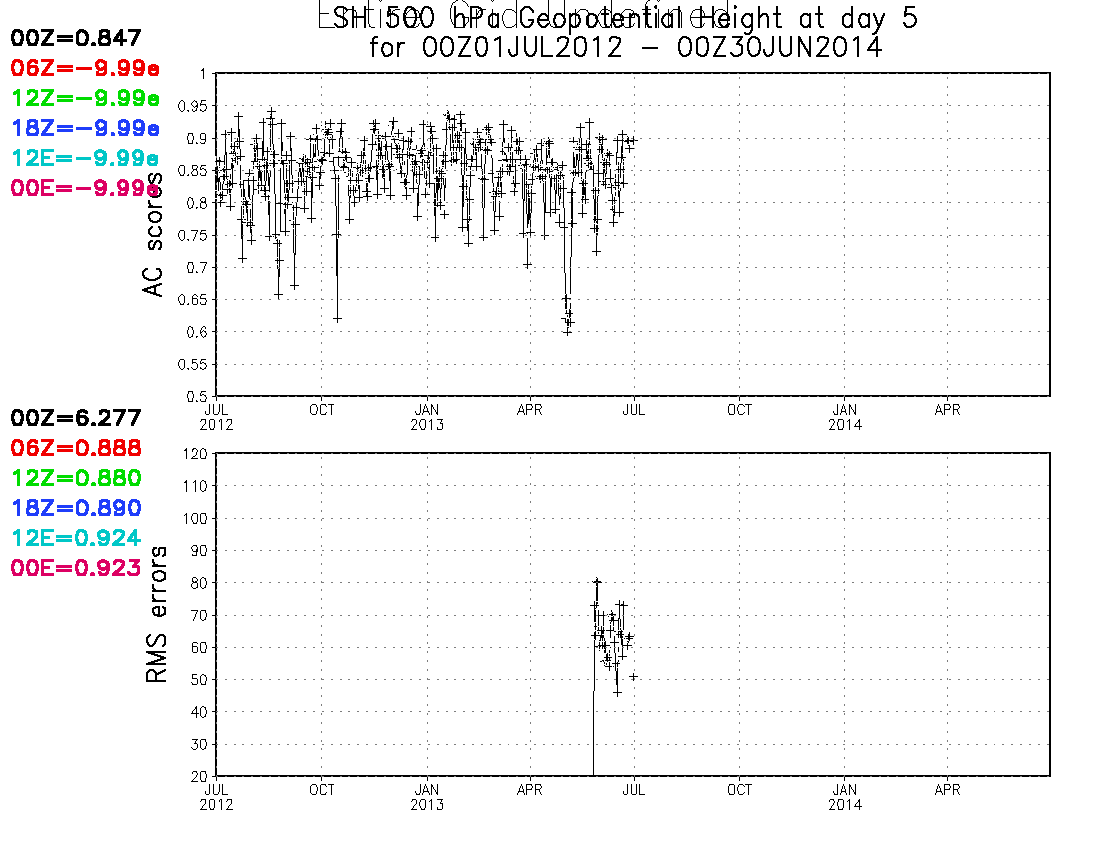 Entire Grid Undefined
SH 500 hPa Geopotential Height at day 5
for 00Z01JUL2012 − 00Z30JUN2014
00Z=0.847
06Z=−9.99e
12Z=−9.99e
18Z=−9.99e
12E=−9.99e
00E=−9.99e
AC scores
1
0.95
0.9
0.85
0.8
0.75
0.7
0.65
0.6
0.55
0.5
JUL OCT JAN APR JUL OCT JAN APR
2012 2013 2014
00Z=6.277
06Z=0.888
12Z=0.880
18Z=0.890
12E=0.924
00E=0.923
RMS errors
120
110
100
90
80
70
60
50
40
30
20
JUL OCT JAN APR JUL OCT JAN APR
2012 2013 2014